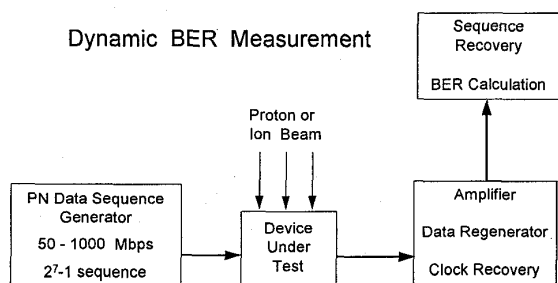 Dynamic BER Measurement
Sequence
Recovery
BER Calculation
Proton or
Ion Beam
PN Data Sequence
Generator
50 - 1000 Mbps
2⁷-1 sequence
Device
Under
Test
Amplifier
Data Regenerator
Clock Recovery